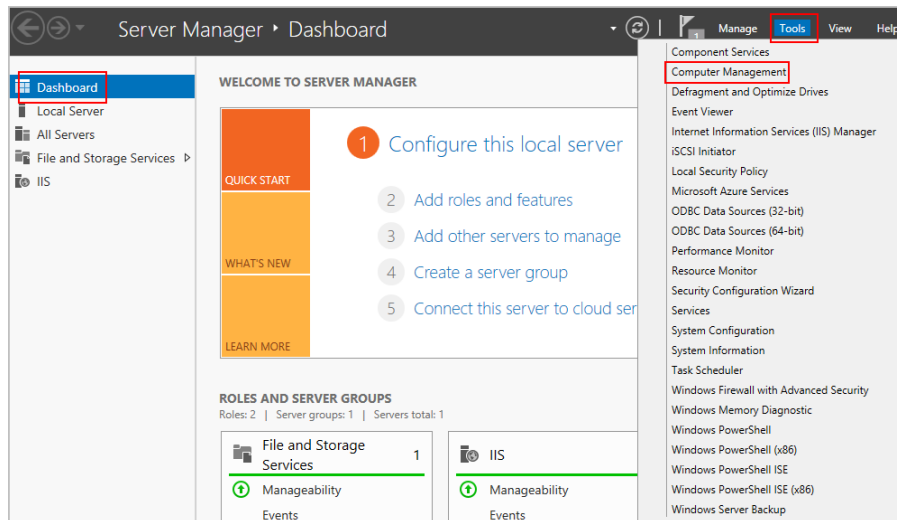 Server Manager ‣ Dashboard
1
Manage
Tools
View
Help
Dashboard
Local Server
All Servers
File and Storage Services
IIS
WELCOME TO SERVER MANAGER
QUICK START
WHAT'S NEW
LEARN MORE
1 Configure this local server
2 Add roles and features
3 Add other servers to manage
4 Create a server group
5 Connect this server to cloud ser
ROLES AND SERVER GROUPS
Roles: 2 | Server groups: 1 | Servers total: 1
File and Storage
Services
1
Manageability
Events
IIS
Manageability
Events
Component Services
Computer Management
Defragment and Optimize Drives
Event Viewer
Internet Information Services (IIS) Manager
iSCSI Initiator
Local Security Policy
Microsoft Azure Services
ODBC Data Sources (32-bit)
ODBC Data Sources (64-bit)
Performance Monitor
Resource Monitor
Security Configuration Wizard
Services
System Configuration
System Information
Task Scheduler
Windows Firewall with Advanced Security
Windows Memory Diagnostic
Windows PowerShell
Windows PowerShell (x86)
Windows PowerShell ISE
Windows PowerShell ISE (x86)
Windows Server Backup